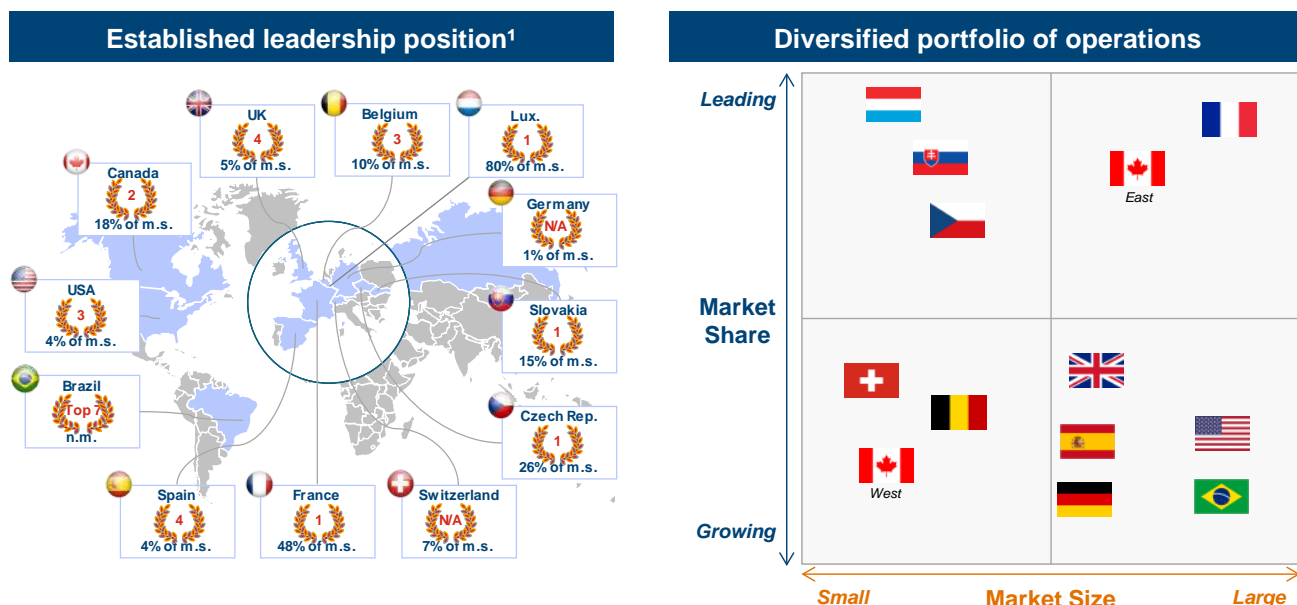 Established leadership position¹
UK
4
5% of m.s.
Belgium
3
10% of m.s.
Lux.
1
80% of m.s.
Canada
2
18% of m.s.
Germany
N/A
1% of m.s.
USA
3
4% of m.s.
Slovakia
1
15% of m.s.
Brazil
Top 7
n.m.
Czech Rep.
1
26% of m.s.
Spain
4
4% of m.s.
France
1
48% of m.s.
Switzerland
N/A
7% of m.s.
Diversified portfolio of operations
Leading
East
Market
Share
West
Growing
Small
Market Size
Large